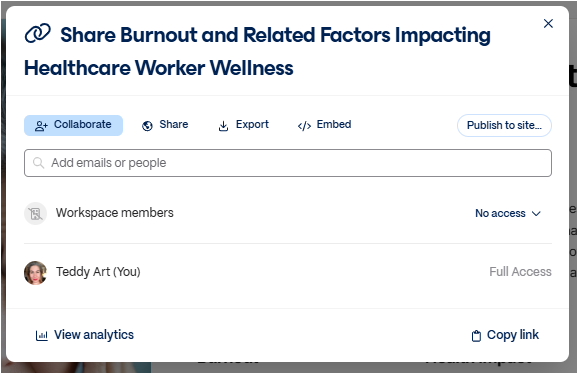 Share Burnout and Related Factors Impacting
Healthcare Worker Wellness
Collaborate
Share
Export
</> Embed
Publish to site...
Add emails or people
Workspace members
No access
Teddy Art (You)
Full Access
View analytics
Copy link